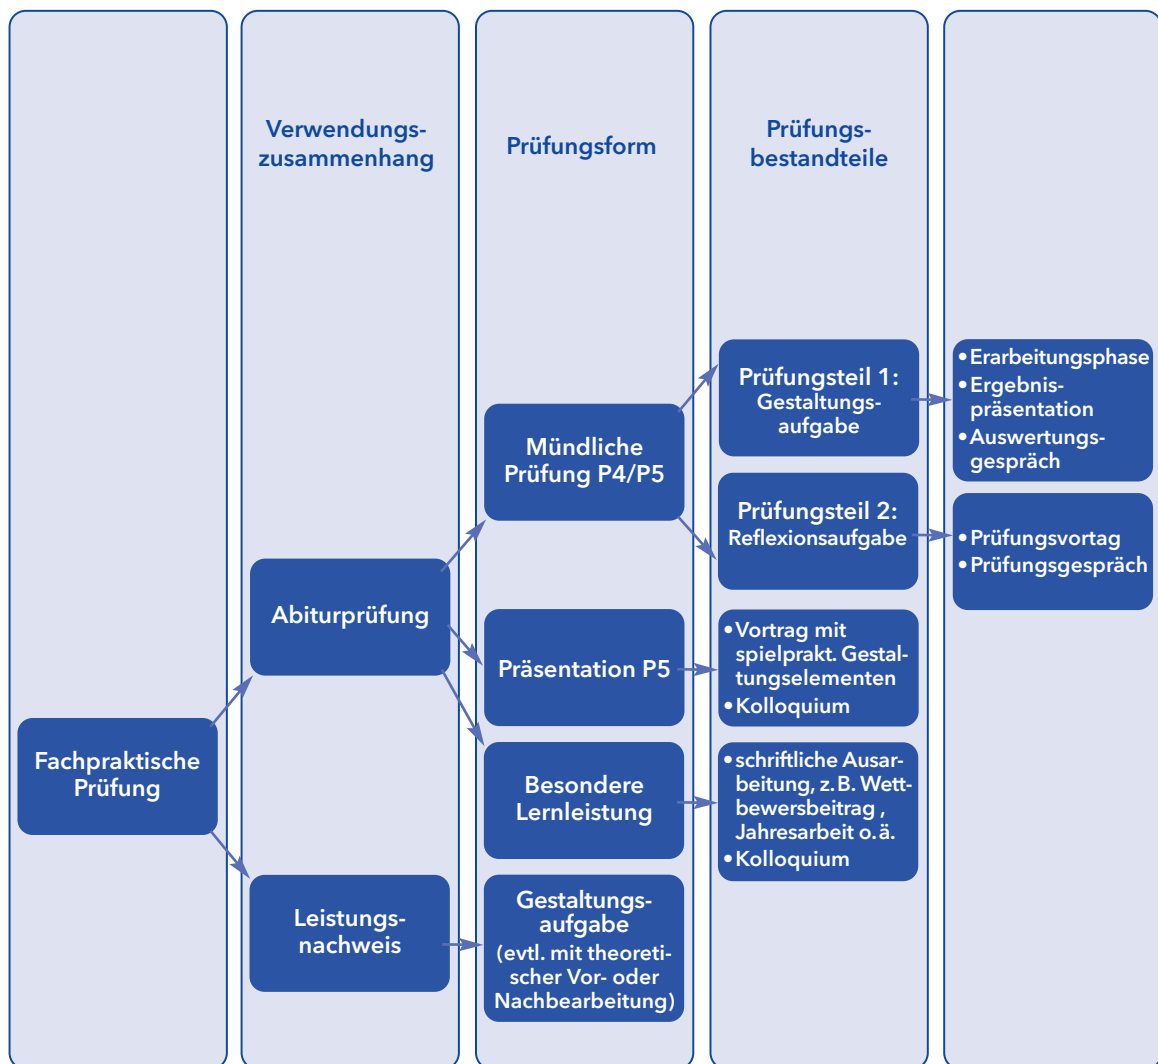 Verwendungs-
zusammenhang
Prüfungsform
Prüfungs-
bestandteile
Fachpraktische
Prüfung
Abiturprüfung
Leistungs-
nachweis
Mündliche
Prüfung P4/P5
Präsentation P5
Besondere
Lernleistung
Gestaltungs-
aufgabe
(evtl. mit theoreti-
scher Vor- oder
Nachbearbeitung)
Prüfungsteil 1:
Gestaltungs-
aufgabe
Prüfungsteil 2:
Reflexionsaufgabe
• Vortrag mit
spielprakt. Gestal-
tungselementen
• Kolloquium
• schriftliche Ausar-
beitung, z. B. Wett-
bewersbeitrag ,
Jahresarbeit o. ä.
• Kolloquium
• Erarbeitungsphase
• Ergebnis-
präsentation
• Auswertungs-
gespräch
• Prüfungsvortag
• Prüfungsgespräch